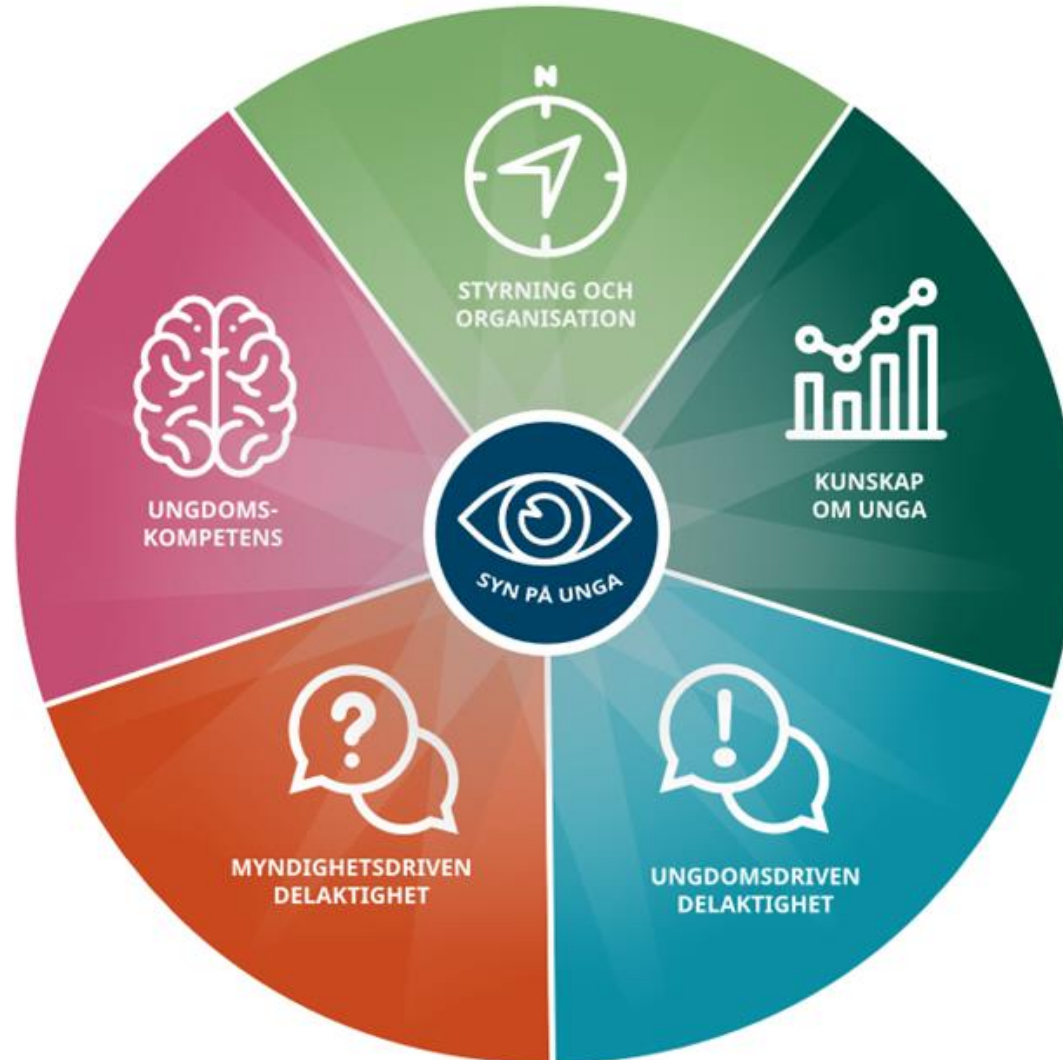 N
STYRNING OCH
ORGANISATION
KUNSKAP
OM UNGA
UNGDOMSDRIVEN
DELAKTIGHET
MYNDIGHETSDRIVEN
DELAKTIGHET
UNGDOMS-
KOMPETENS
SYN PÅ UNGA